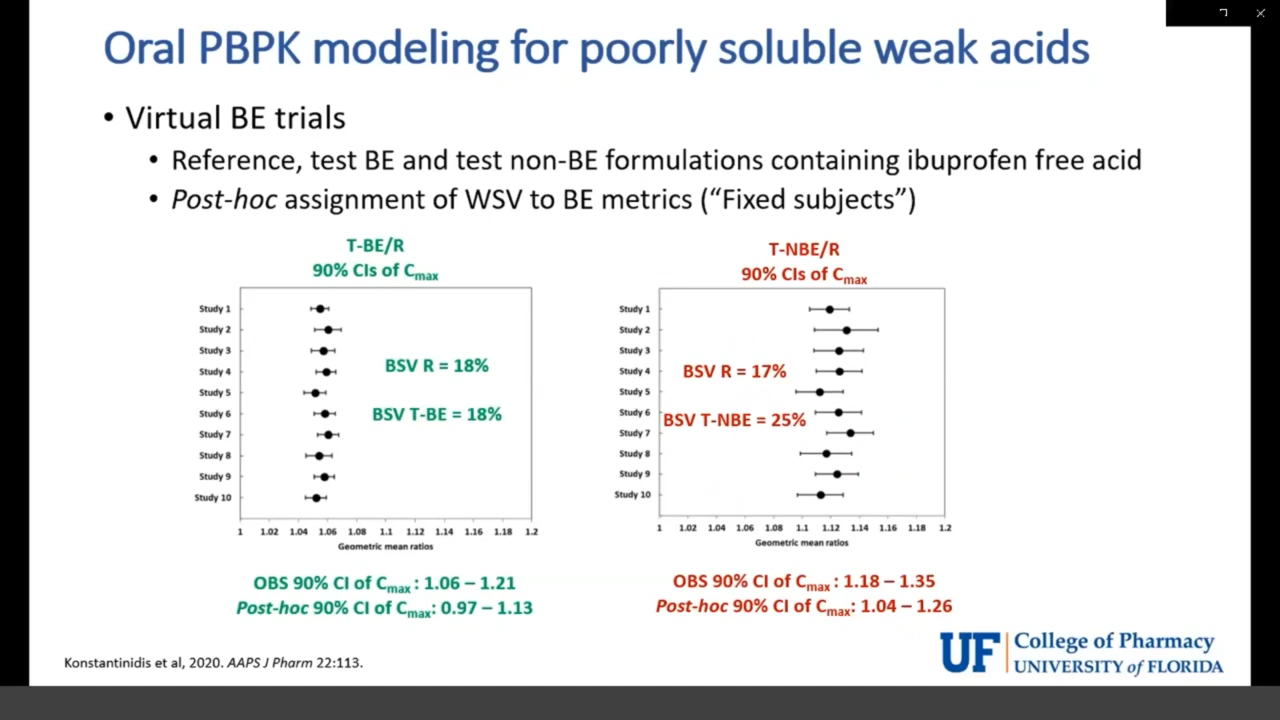 Oral PBPK modeling for poorly soluble weak acids
• Virtual BE trials
• Reference, test BE and test non-BE formulations containing ibuprofen free acid
• Post-hoc assignment of WSV to BE metrics (“Fixed subjects”)
T-BE/R
90% CIs of Cmax
Study 1
Study 2
Study 3
Study 4
Study 5
Study 6
Study 7
Study 8
Study 9
Study 10
BSV R = 18%
BSV T-BE = 18%
1 1.02 1.04 1.06 1.08 1.1 1.12 1.14 1.16 1.18 1.2
Geometric mean ratios
OBS 90% CI of Cmax : 1.06 – 1.21
Post-hoc 90% CI of Cmax: 0.97 – 1.13
T-NBE/R
90% CIs of Cmax
Study 1
Study 2
Study 3
Study 4
Study 5
Study 6
Study 7
Study 8
Study 9
Study 10
BSV R = 17%
BSV T-NBE = 25%
1 1.02 1.04 1.06 1.08 1.1 1.12 1.14 1.16 1.18 1.2
Geometric mean ratios
OBS 90% CI of Cmax : 1.18 – 1.35
Post-hoc 90% CI of Cmax: 1.04 – 1.26
Konstantinidis et al, 2020. AAPS J Pharm 22:113.
UF
College of Pharmacy
UNIVERSITY of FLORIDA